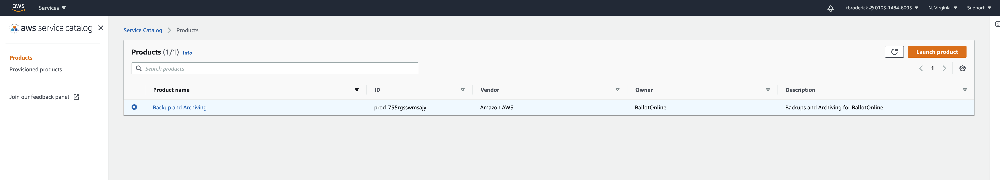 aws Services tbroderick @ 0105-1484-6005 N. Virginia Support
aws service catalog
Service Catalog Products
Products (1/1) Info Launch product
Products
Search products 1
Provisioned products
Product name ID Vendor Owner Description
Join our feedback panel
Backup and Archiving prod-755rgsswmsajy Amazon AWS BallotOnline Backups and Archiving for BallotOnline